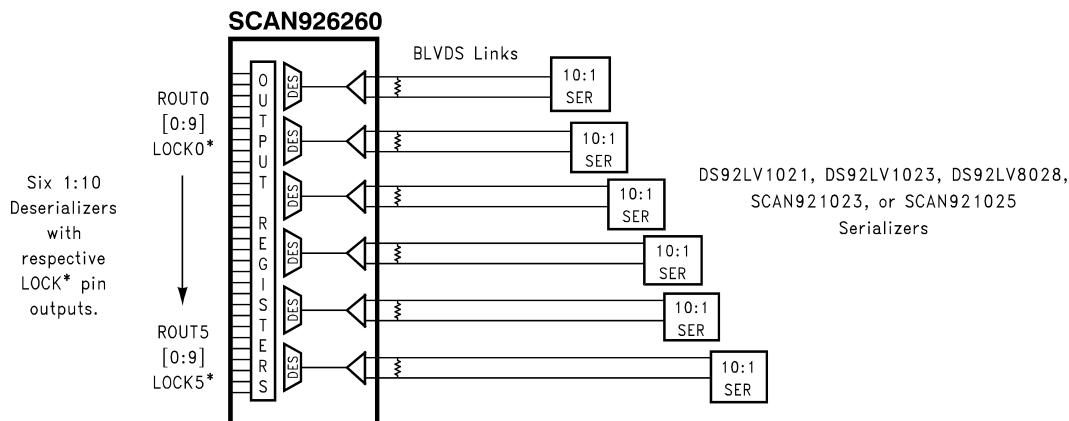 SCAN926260
BLVDS Links
ROUT0
[0:9]
LOCK0*
Six 1:10
Deserializers
with
respective
LOCK* pin
outputs.
ROUT5
[0:9]
LOCK5*
OUTPUT REGISTERS
DES
DES
DES
DES
DES
DES
10:1
SER
10:1
SER
10:1
SER
10:1
SER
10:1
SER
10:1
SER
DS92LV1021, DS92LV1023, DS92LV8028,
SCAN921023, or SCAN921025
Serializers